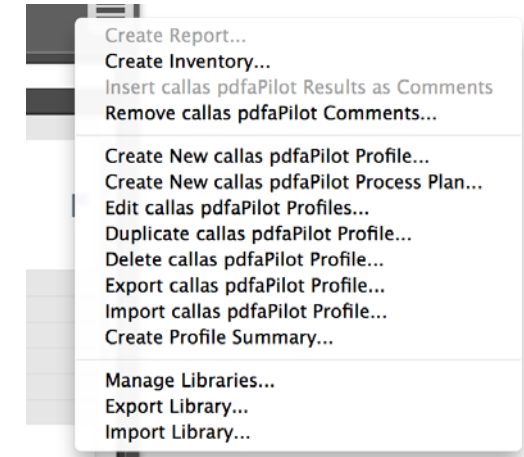 Create Report...
Create Inventory...
Insert callas pdfaPilot Results as Comments
Remove callas pdfaPilot Comments...
Create New callas pdfaPilot Profile...
Create New callas pdfaPilot Process Plan...
Edit callas pdfaPilot Profiles...
Duplicate callas pdfaPilot Profile...
Delete callas pdfaPilot Profile...
Export callas pdfaPilot Profile...
Import callas pdfaPilot Profile...
Create Profile Summary...
Manage Libraries...
Export Library...
Import Library...